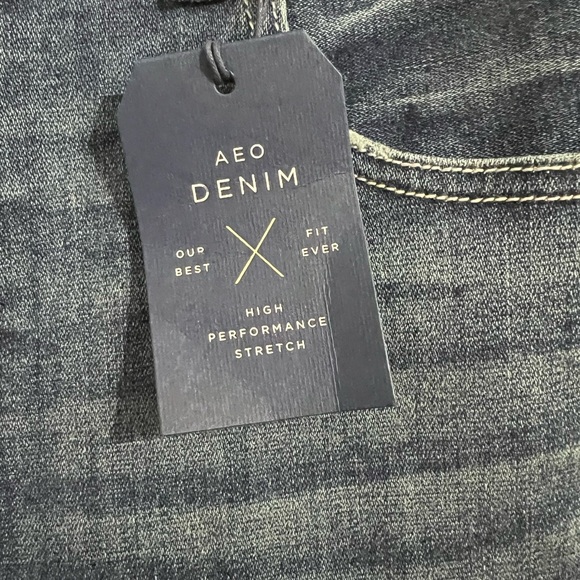 AEO
DENIM
OUR BEST
FIT EVER
HIGH
PERFORMANCE
STRETCH